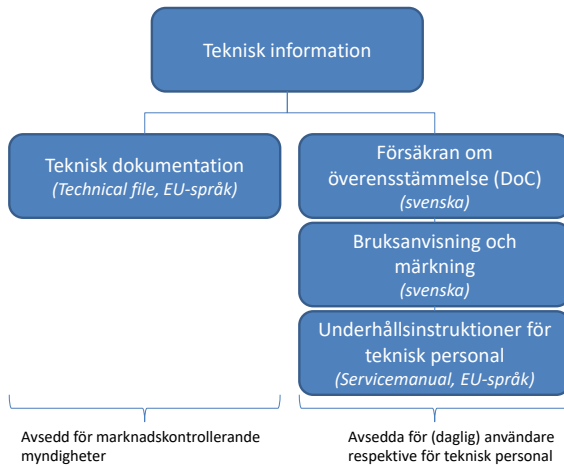 Teknisk information
Teknisk dokumentation
(Technical file, EU-språk)
Försäkran om
överensstämmelse (DoC)
(svenska)
Bruksanvisning och
märkning
(svenska)
Underhållsinstruktioner för
teknisk personal
(Servicemanual, EU-språk)
Avsedd för marknadskontrollerande
myndigheter
Avsedda för (daglig) användare
respektive för teknisk personal